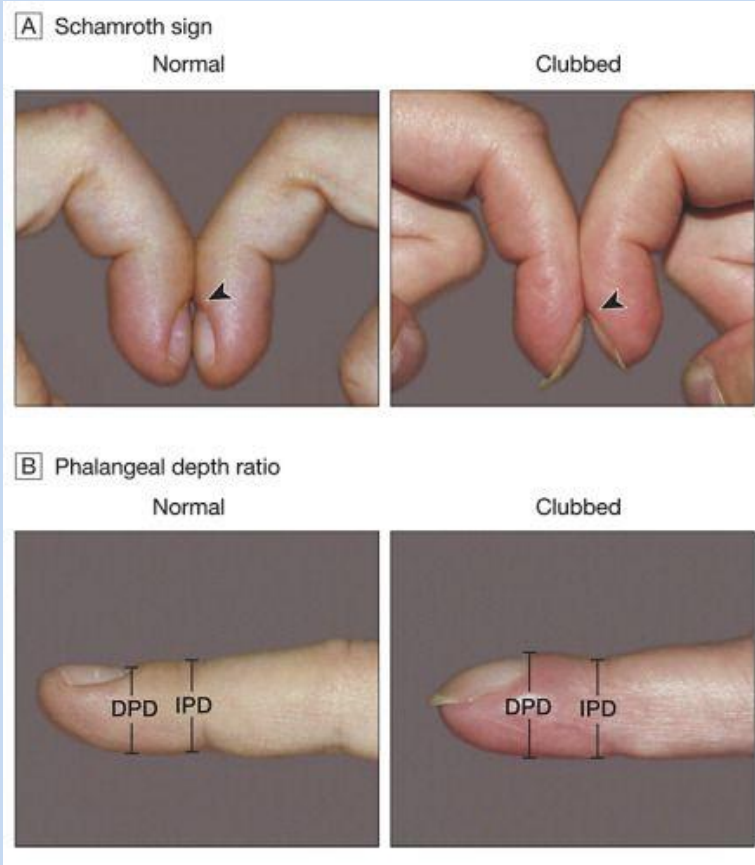 A Schamroth sign
Normal
Clubbed
B Phalangeal depth ratio
Normal
Clubbed
DPD
IPD
DPD
IPD